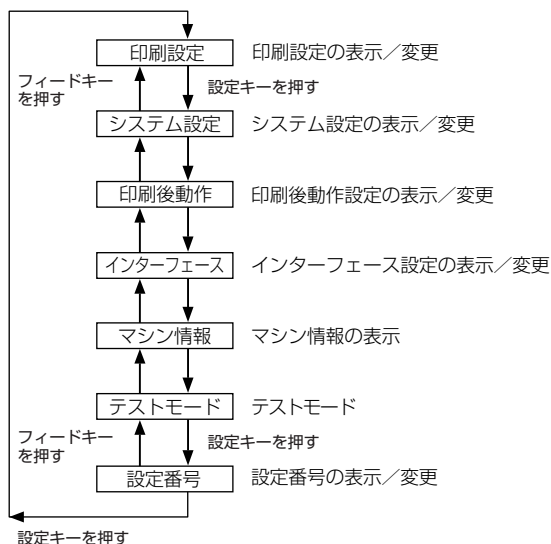 印刷設定 印刷設定の表示／変更
フィードキー
を押す
設定キーを押す
システム設定 システム設定の表示／変更
印刷後動作 印刷後動作設定の表示／変更
インターフェース インターフェース設定の表示／変更
マシン情報 マシン情報の表示
テストモード テストモード
フィードキー
を押す
設定キーを押す
設定番号 設定番号の表示／変更
設定キーを押す